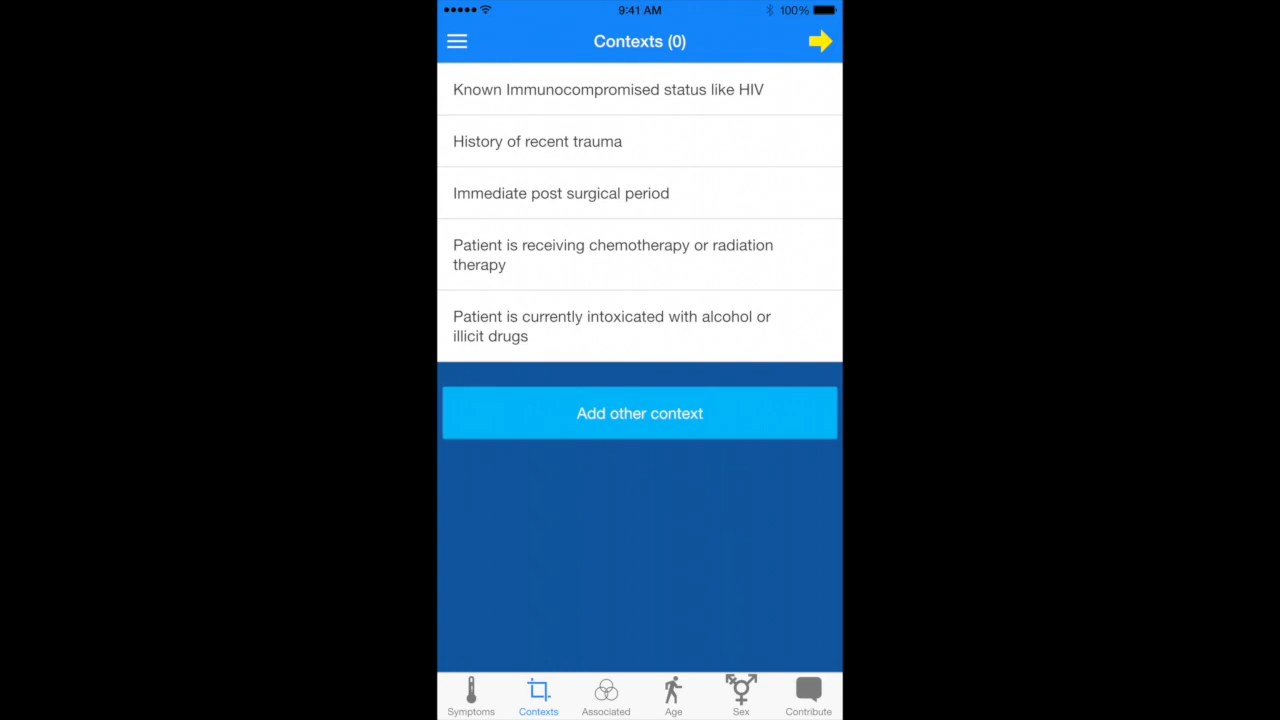 9:41 AM
100%
Contexts (0)
Known Immunocompromised status like HIV
History of recent trauma
Immediate post surgical period
Patient is receiving chemotherapy or radiation
therapy
Patient is currently intoxicated with alcohol or
illicit drugs
Add other context
Symptoms
Contexts
Associated
Age
Sex
Contribute